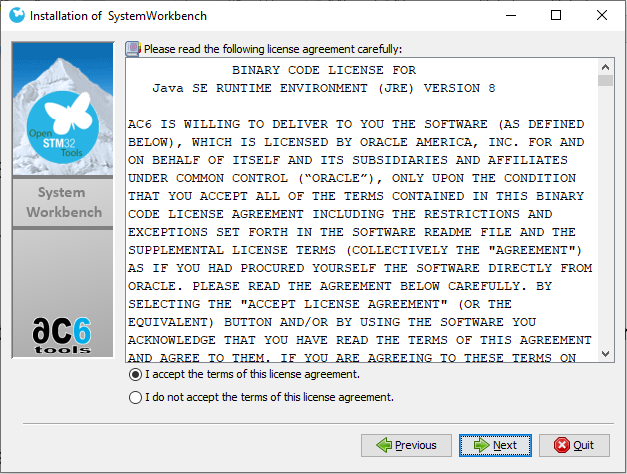 Installation of SystemWorkbench
Please read the following license agreement carefully:
BINARY CODE LICENSE FOR
Java SE RUNTIME ENVIRONMENT (JRE) VERSION 8
AC6 IS WILLING TO DELIVER TO YOU THE SOFTWARE (AS DEFINED
BELOW), WHICH IS LICENSED BY ORACLE AMERICA, INC. FOR AND
ON BEHALF OF ITSELF AND ITS SUBSIDIARIES AND AFFILIATES
UNDER COMMON CONTROL (“ORACLE”), ONLY UPON THE CONDITION
THAT YOU ACCEPT ALL OF THE TERMS CONTAINED IN THIS BINARY
CODE LICENSE AGREEMENT INCLUDING THE RESTRICTIONS AND
EXCEPTIONS SET FORTH IN THE SOFTWARE README FILE AND THE
SUPPLEMENTAL LICENSE TERMS (COLLECTIVELY THE "AGREEMENT")
AS IF YOU HAD PROCURED YOURSELF THE SOFTWARE DIRECTLY FROM
ORACLE. PLEASE READ THE AGREEMENT BELOW CAREFULLY. BY
SELECTING THE "ACCEPT LICENSE AGREEMENT" (OR THE
EQUIVALENT) BUTTON AND/OR BY USING THE SOFTWARE YOU
ACKNOWLEDGE THAT YOU HAVE READ THE TERMS OF THIS AGREEMENT
AND AGREE TO THEM. IF YOU ARE AGREEING TO THESE TERMS ON
Open
STM32
Tools
System
Workbench
ac6
tools
I accept the terms of this license agreement.
I do not accept the terms of this license agreement.
Previous
Next
Quit